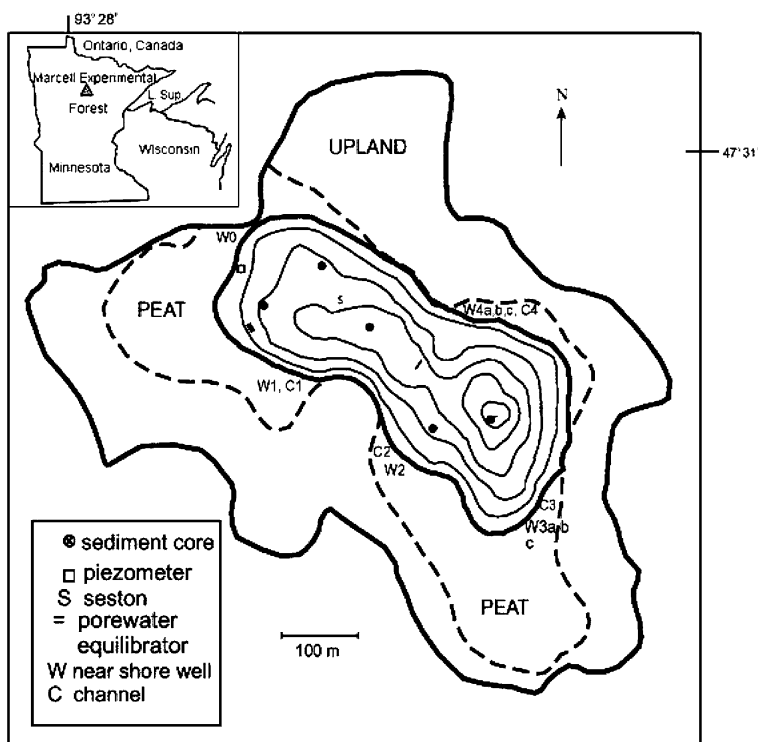 93° 28"
Ontario, Canada
Marcell Experimental
Forest
L. Sup.
Wisconsin
Minnesota
N
47°31'
UPLAND
W0
PEAT
s
W4a,b,c, C4
W1, C1
C2
W2
C3
W3a,b
c
PEAT
sediment core
piezometer
S seston
= porewater
equilibrator
W near shore well
C channel
100 m